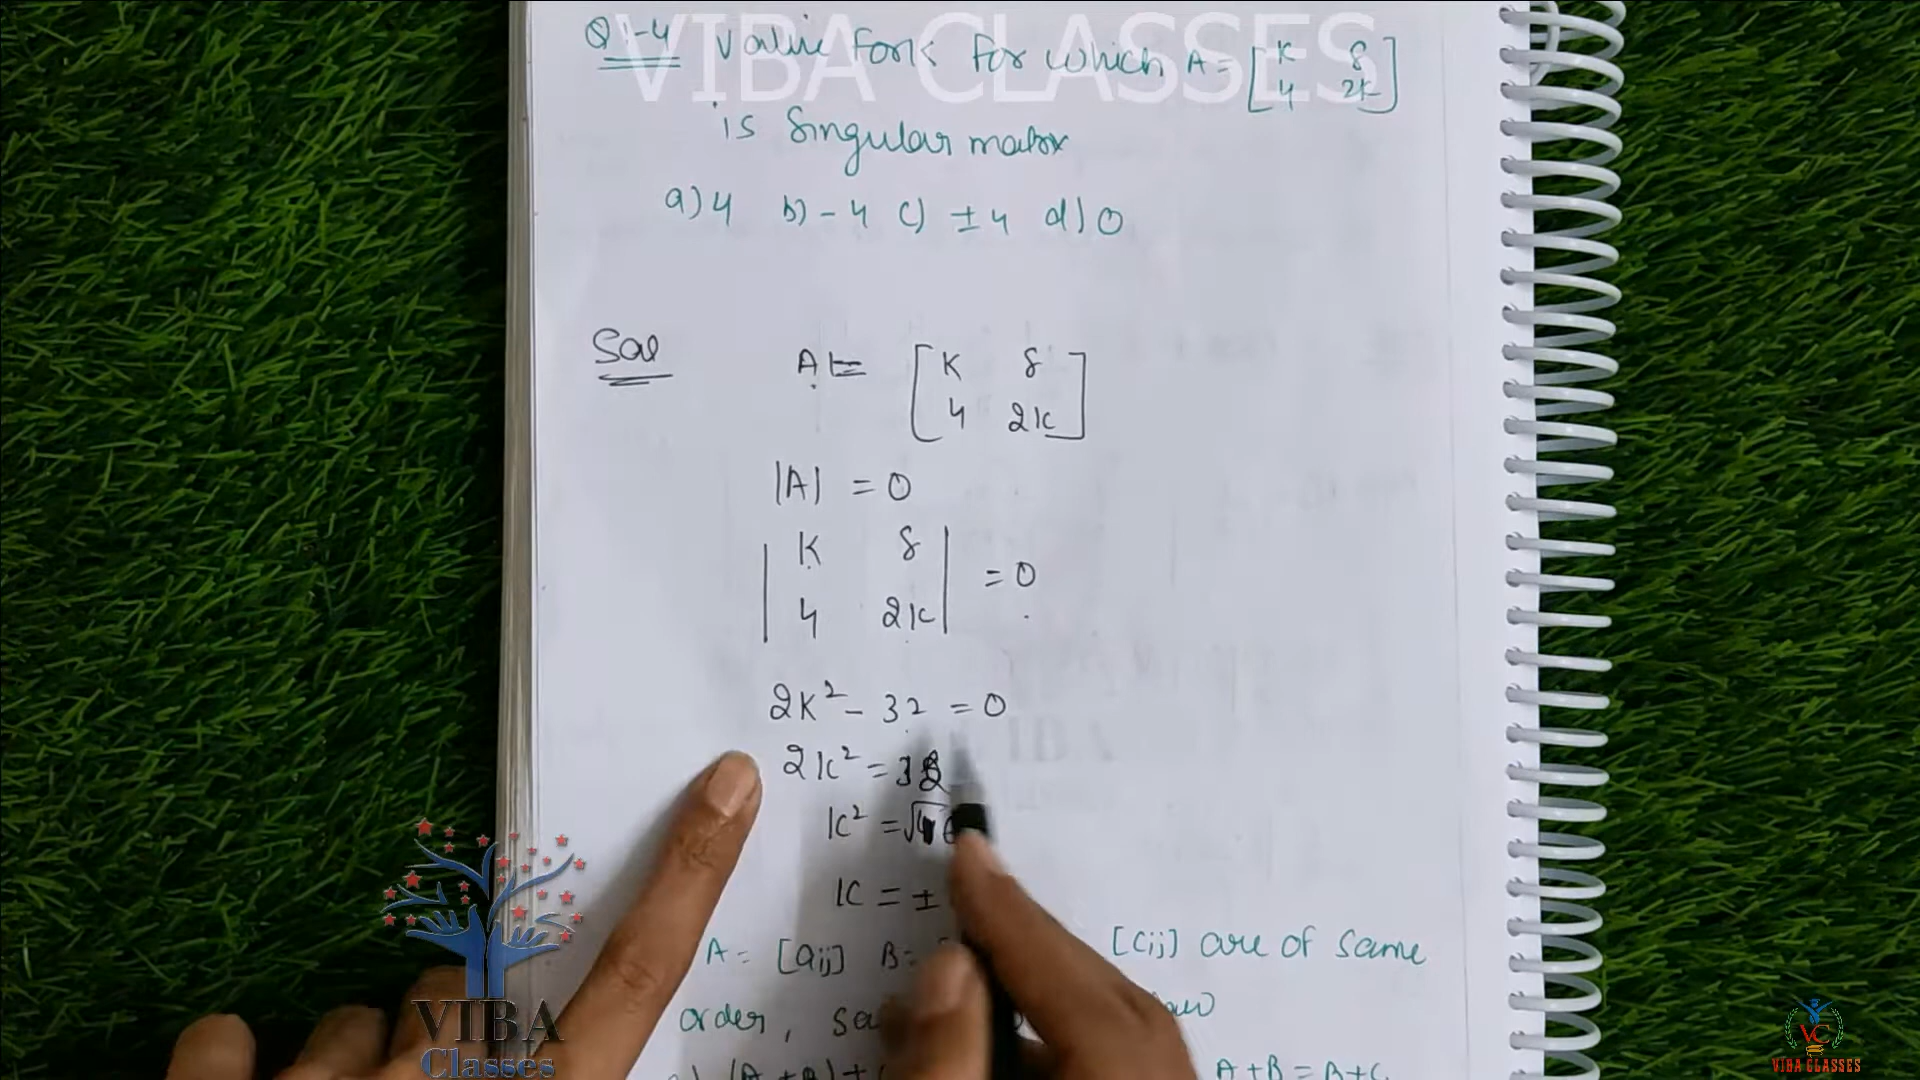 VIBA CLASSES
Q:-4 Value for K for which A = [K 8
4 2K]
is Singular matrix
a) 4 b) -4 c) ±4 d) 0
Sol A = [K 8
4 2K]
|A| = 0
|K 8
4 2K| = 0
2K² - 32 = 0
2K² = 32
K² = √
K = ±
A = [aij] B = [cij] are of same
order,
A+B = B+C
VIBA
Classes
VC
VIBA CLASSES